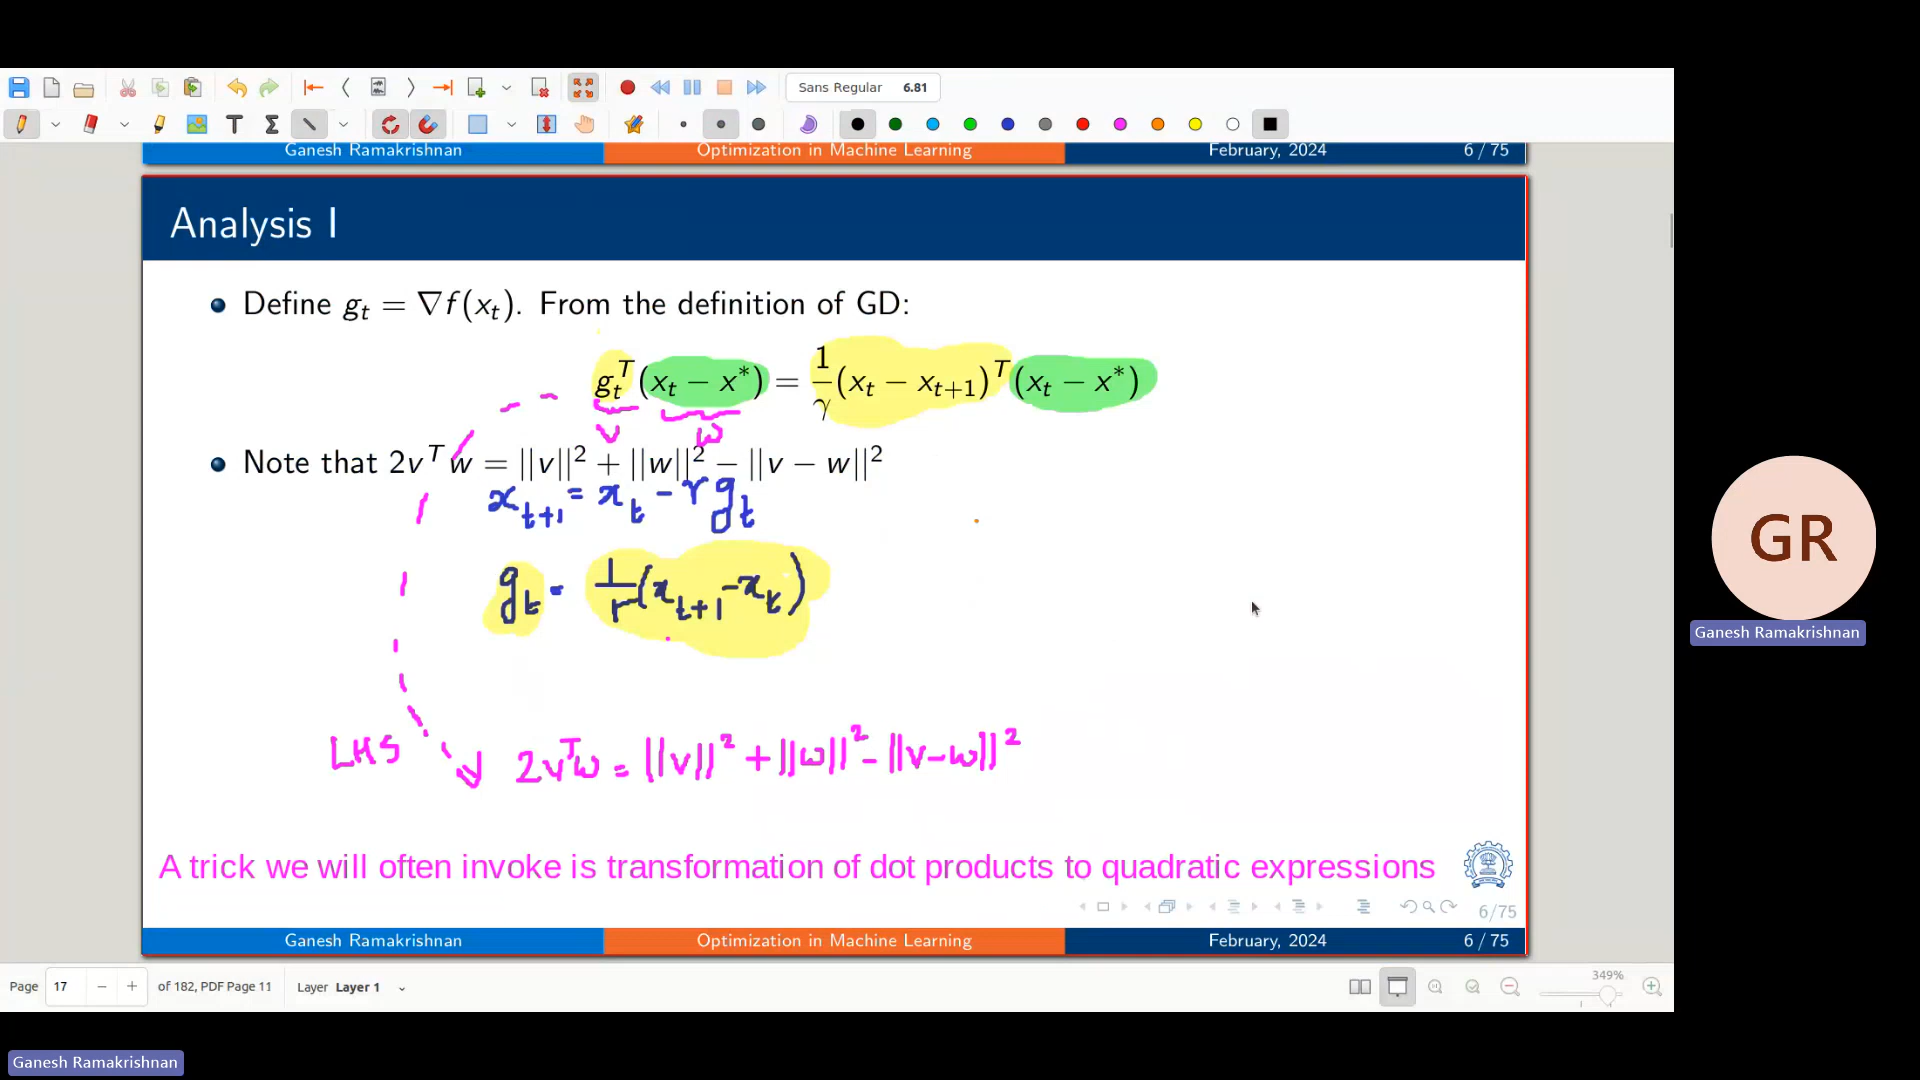 Sans Regular 6.81
Ganesh Ramakrishnan Optimization in Machine Learning February, 2024 6 / 75
Analysis I
Define g_t = ∇f(x_t). From the definition of GD:
g_t^T(x_t − x*) = 1/γ (x_t − x_{t+1})^T (x_t − x*)
v w
Note that 2v^T w = ||v||² + ||w||² − ||v − w||²
x_{t+1} = x_t − γ g_t
g_t = 1/γ (x_{t+1} − x_t)
LHS 2v^T w = ||v||² + ||w||² − ||v−w||²
A trick we will often invoke is transformation of dot products to quadratic expressions
6/75
Ganesh Ramakrishnan Optimization in Machine Learning February, 2024 6 / 75
Page 17 of 182, PDF Page 11 Layer Layer 1 349%
GR
Ganesh Ramakrishnan
Ganesh Ramakrishnan